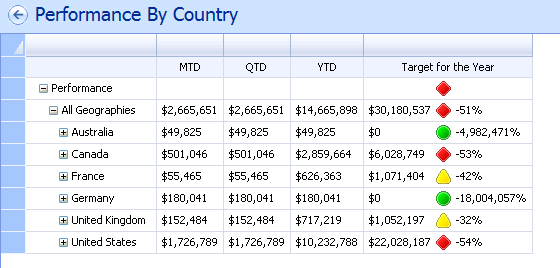 Performance By Country
MTD QTD YTD Target for the Year
Performance
All Geographies $2,665,651 $2,665,651 $14,665,898 $30,180,537 -51%
Australia $49,825 $49,825 $49,825 $0 -4,982,471%
Canada $501,046 $501,046 $2,859,664 $6,028,749 -53%
France $55,465 $55,465 $626,363 $1,071,404 -42%
Germany $180,041 $180,041 $180,041 $0 -18,004,057%
United Kingdom $152,484 $152,484 $717,219 $1,052,197 -32%
United States $1,726,789 $1,726,789 $10,232,788 $22,028,187 -54%